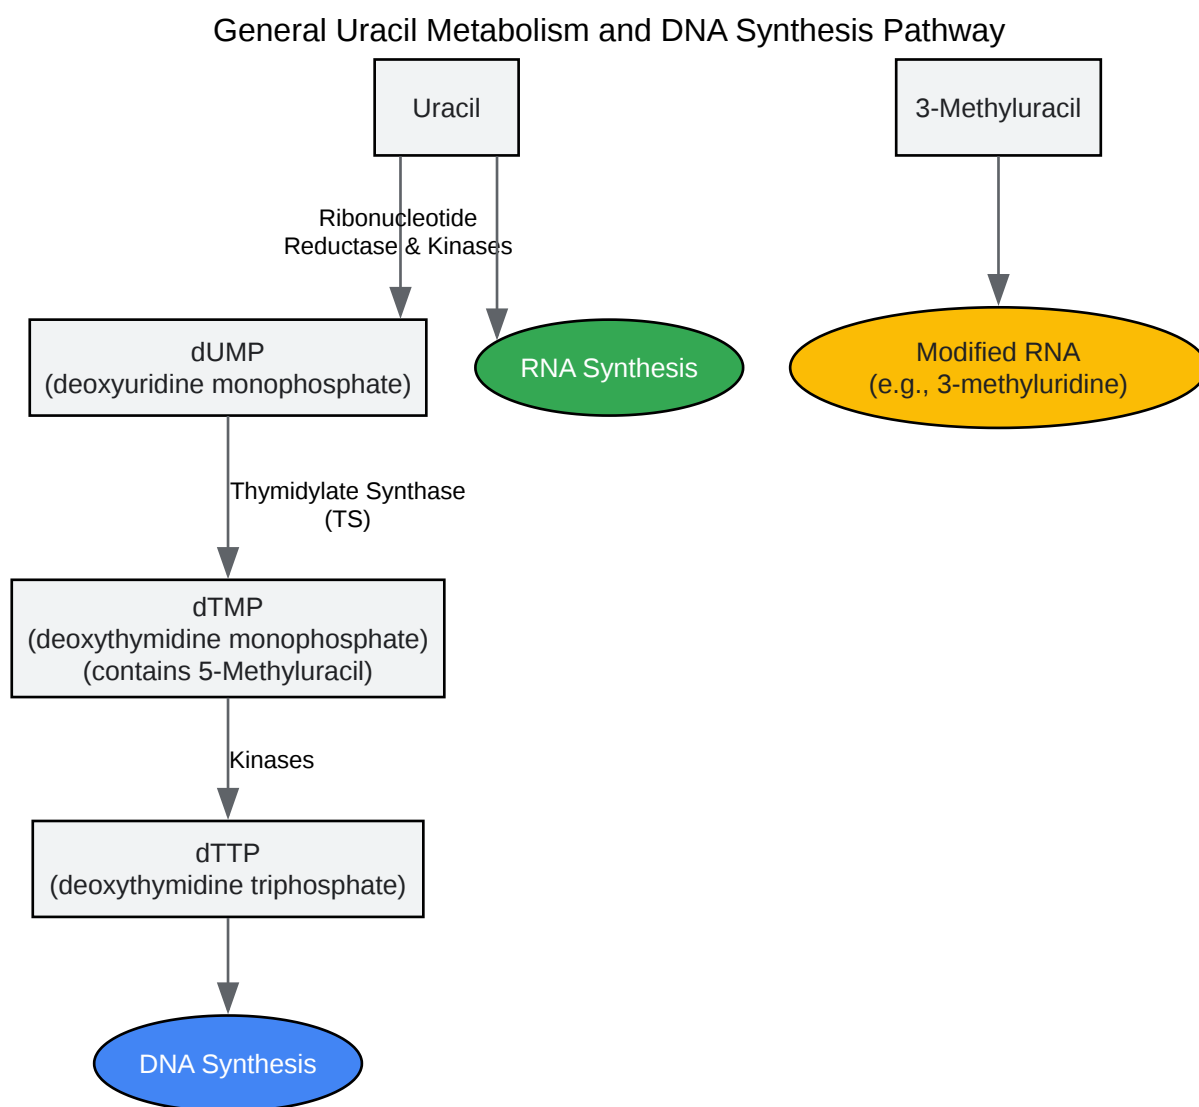 General Uracil Metabolism and DNA Synthesis Pathway
Uracil
3-Methyluracil
Ribonucleotide
Reductase & Kinases
dUMP
(deoxyuridine monophosphate)
RNA Synthesis
Modified RNA
(e.g., 3-methyluridine)
Thymidylate Synthase
(TS)
dTMP
(deoxythymidine monophosphate)
(contains 5-Methyluracil)
Kinases
dTTP
(deoxythymidine triphosphate)
DNA Synthesis